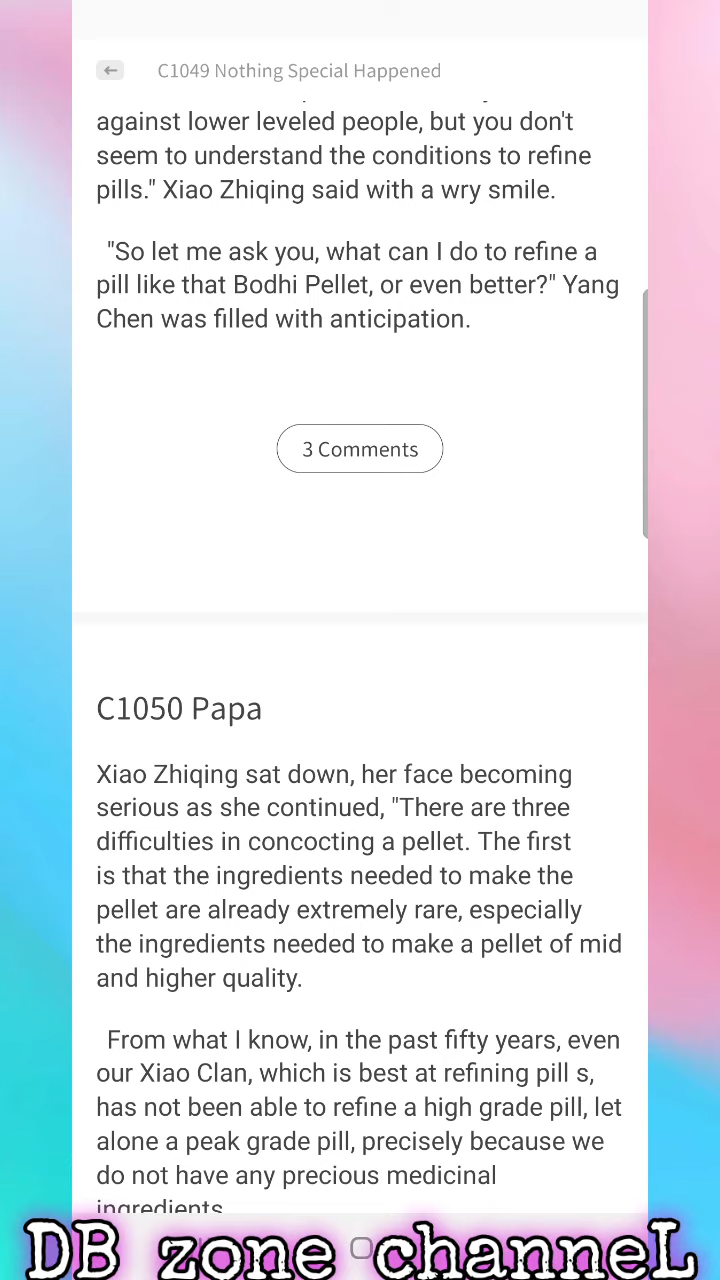 C1049 Nothing Special Happened
against lower leveled people, but you don't
seem to understand the conditions to refine
pills." Xiao Zhiqing said with a wry smile.
"So let me ask you, what can I do to refine a
pill like that Bodhi Pellet, or even better?" Yang
Chen was filled with anticipation.
3 Comments
C1050 Papa
Xiao Zhiqing sat down, her face becoming
serious as she continued, "There are three
difficulties in concocting a pellet. The first
is that the ingredients needed to make the
pellet are already extremely rare, especially
the ingredients needed to make a pellet of mid
and higher quality.
From what I know, in the past fifty years, even
our Xiao Clan, which is best at refining pill s,
has not been able to refine a high grade pill, let
alone a peak grade pill, precisely because we
do not have any precious medicinal
ingredients
DB zone channeL